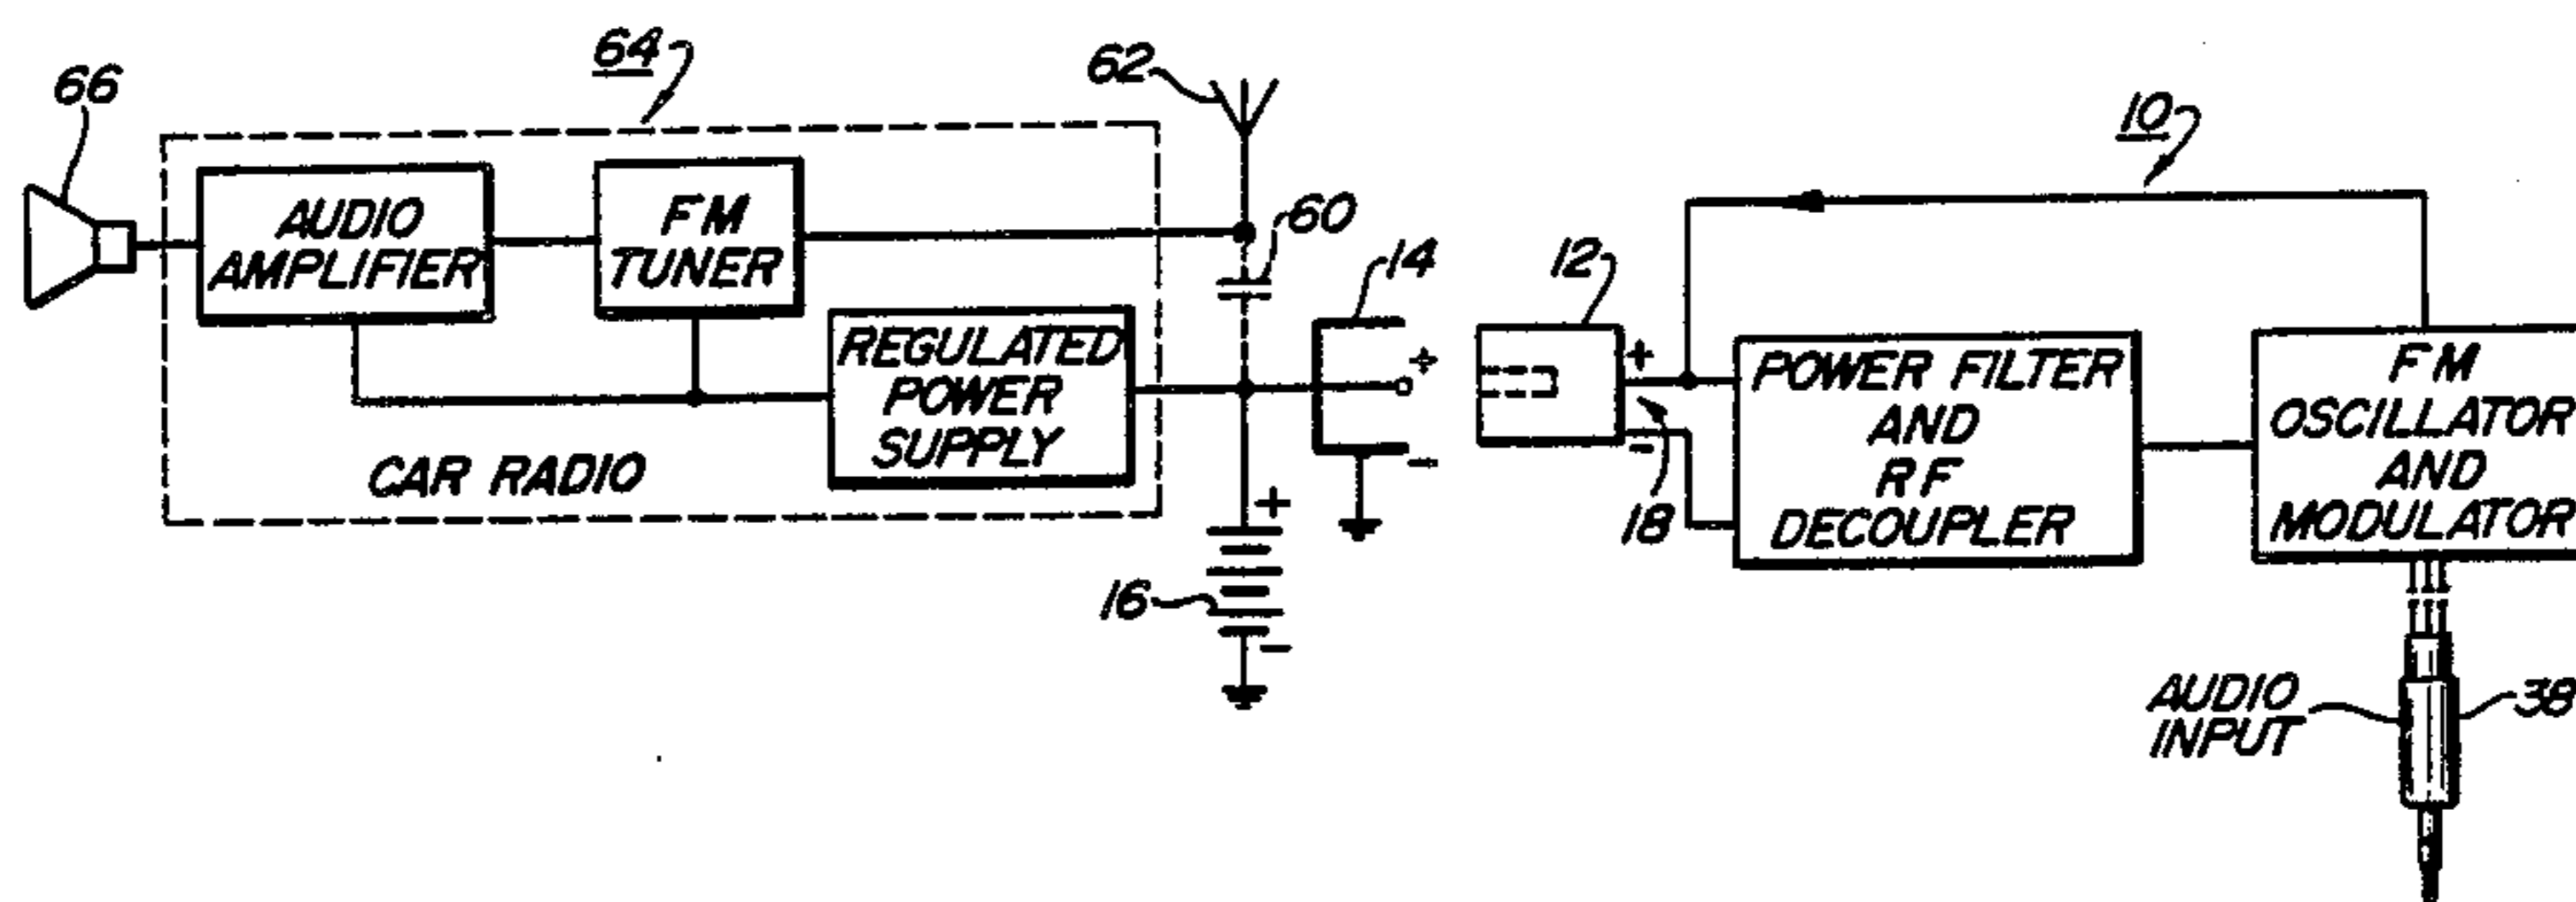 64
66
62
10
AUDIO
AMPLIFIER
FM
TUNER
60
14
12
REGULATED
POWER
SUPPLY
+
-
+
-
18
POWER FILTER
AND
RF
DECOUPLER
FM
OSCILLATOR
AND
MODULATOR
CAR RADIO
+
16
-
AUDIO
INPUT
38